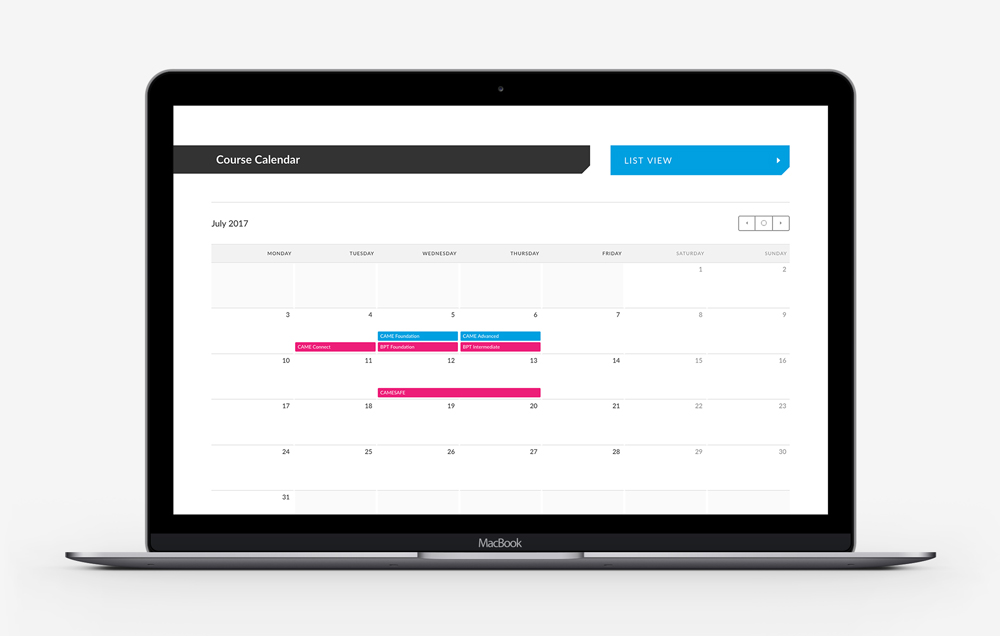 Course Calendar
LIST VIEW
July 2017
MONDAY TUESDAY WEDNESDAY THURSDAY FRIDAY SATURDAY SUNDAY
1 2
3 4 5 6 7 8 9
CAME Foundation CAME Advanced
CAME Connect BPT Foundation BPT Intermediate
10 11 12 13 14 15 16
CAMESAFE
17 18 19 20 21 22 23
24 25 26 27 28 29 30
31
MacBook